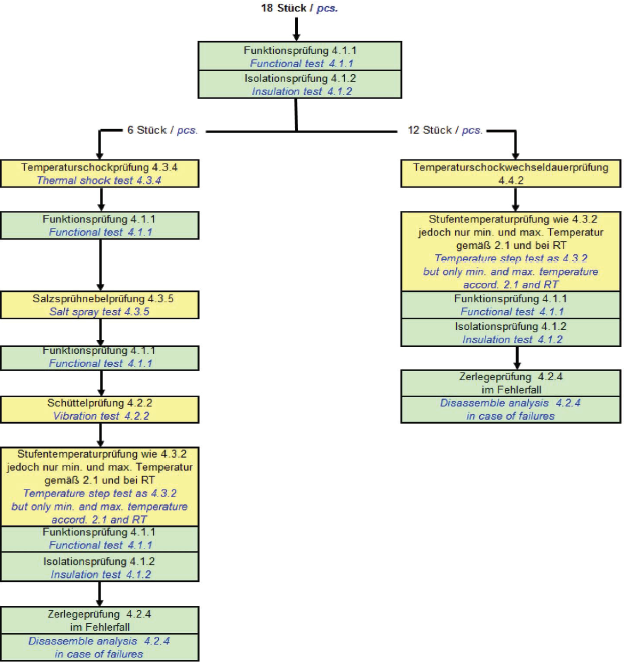 18 Stück / pcs.
Funktionsprüfung 4.1.1
Functional test 4.1.1
Isolationsprüfung 4.1.2
Insulation test 4.1.2
6 Stück / pcs.
12 Stück / pcs.
Temperaturschockprüfung 4.3.4
Thermal shock test 4.3.4
Funktionsprüfung 4.1.1
Functional test 4.1.1
Salzsprühnebelprüfung 4.3.5
Salt spray test 4.3.5
Funktionsprüfung 4.1.1
Functional test 4.1.1
Schüttelprüfung 4.2.2
Vibration test 4.2.2
Stufentemperaturprüfung wie 4.3.2
jedoch nur min. und max. Temperatur
gemäß 2.1 und bei RT
Temperature step test as 4.3.2
but only min. and max. temperature
accord. 2.1 and RT
Funktionsprüfung 4.1.1
Functional test 4.1.1
Isolationsprüfung 4.1.2
Insulation test 4.1.2
Zerlegeprüfung 4.2.4
im Fehlerfall
Disassemble analysis 4.2.4
in case of failures
Temperaturschockwechseldauerprüfung
4.4.2
Stufentemperaturprüfung wie 4.3.2
jedoch nur min. und max. Temperatur
gemäß 2.1 und bei RT
Temperature step test as 4.3.2
but only min. and max. temperature
accord. 2.1 and RT
Funktionsprüfung 4.1.1
Functional test 4.1.1
Isolationsprüfung 4.1.2
Insulation test 4.1.2
Zerlegeprüfung 4.2.4
im Fehlerfall
Disassemble analysis 4.2.4
in case of failures